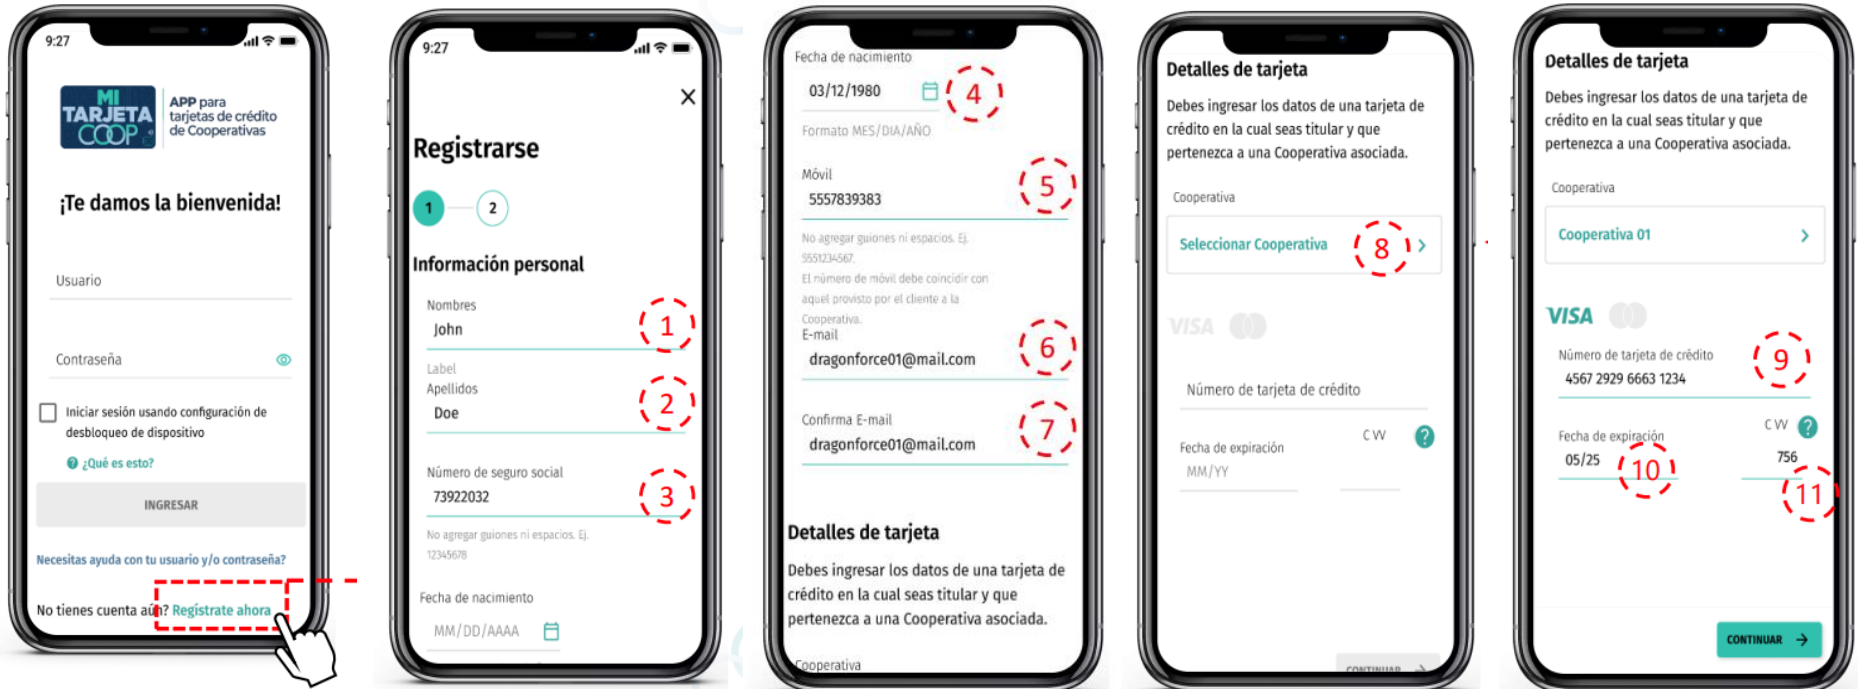 9:27
MI
TARJETA
COOP
APP para
tarjetas de crédito
de Cooperativas
¡Te damos la bienvenida!
Usuario
Contraseña
Iniciar sesión usando configuración de
desbloqueo de dispositivo
? ¿Qué es esto?
INGRESAR
Necesitas ayuda con tu usuario y/o contraseña?
No tienes cuenta aún? Regístrate ahora
9:27
X
Registrarse
1 2
Información personal
Nombres
John
1
Label
Apellidos
Doe
2
Número de seguro social
73922032
3
No agregar guiones ni espacios. Ej.
12345678
Fecha de nacimiento
MM/DD/AAAA
Fecha de nacimiento
03/12/1980
4
Formato MES/DIA/AÑO
Móvil
5557839383
5
No agregar guiones ni espacios. Ej.
5551234567.
El número de móvil debe coincidir con
aquel provisto por el cliente a la
Cooperativa.
E-mail
dragonforce01@mail.com
6
Confirma E-mail
dragonforce01@mail.com
7
Detalles de tarjeta
Debes ingresar los datos de una tarjeta de
crédito en la cual seas titular y que
pertenezca a una Cooperativa asociada.
Cooperativa
Detalles de tarjeta
Debes ingresar los datos de una tarjeta de
crédito en la cual seas titular y que
pertenezca a una Cooperativa asociada.
Cooperativa
Seleccionar Cooperativa
8
VISA
Número de tarjeta de crédito
Fecha de expiración
CVV ?
MM/YY
CONTINUAR
Detalles de tarjeta
Debes ingresar los datos de una tarjeta de
crédito en la cual seas titular y que
pertenezca a una Cooperativa asociada.
Cooperativa
Cooperativa 01
VISA
Número de tarjeta de crédito
4567 2929 6663 1234
9
Fecha de expiración
CVV ?
05/25
10
756
11
CONTINUAR